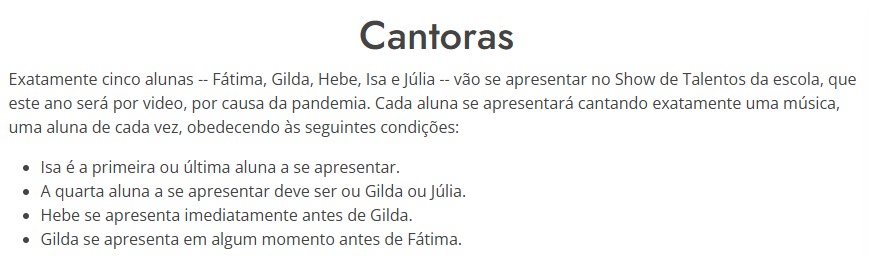 Cantoras
Exatamente cinco alunas -- Fátima, Gilda, Hebe, Isa e Júlia -- vão se apresentar no Show de Talentos da escola, que
este ano será por video, por causa da pandemia. Cada aluna se apresentará cantando exatamente uma música,
uma aluna de cada vez, obedecendo às seguintes condições:
• Isa é a primeira ou última aluna a se apresentar.
• A quarta aluna a se apresentar deve ser ou Gilda ou Júlia.
• Hebe se apresenta imediatamente antes de Gilda.
• Gilda se apresenta em algum momento antes de Fátima.